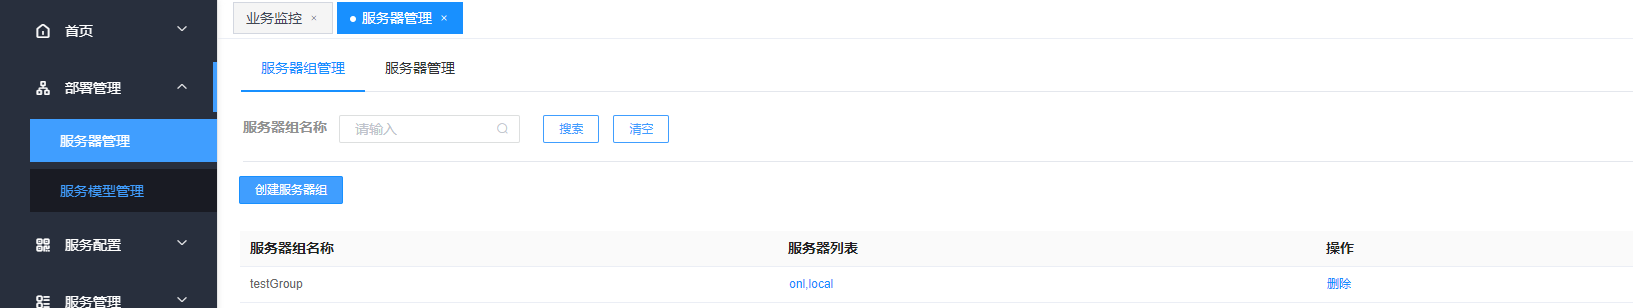 首页
部署管理
服务器管理
服务模型管理
服务配置
服务管理
业务监控 ×
服务器管理 ×
服务器组管理 服务器管理
服务器组名称 请输入 搜索 清空
创建服务器组
服务器组名称 服务器列表 操作
testGroup onl,local 删除